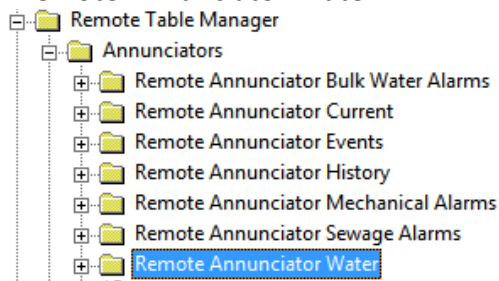 Remote Table Manager
Annunciators
Remote Annunciator Bulk Water Alarms
Remote Annunciator Current
Remote Annunciator Events
Remote Annunciator History
Remote Annunciator Mechanical Alarms
Remote Annunciator Sewage Alarms
Remote Annunciator Water